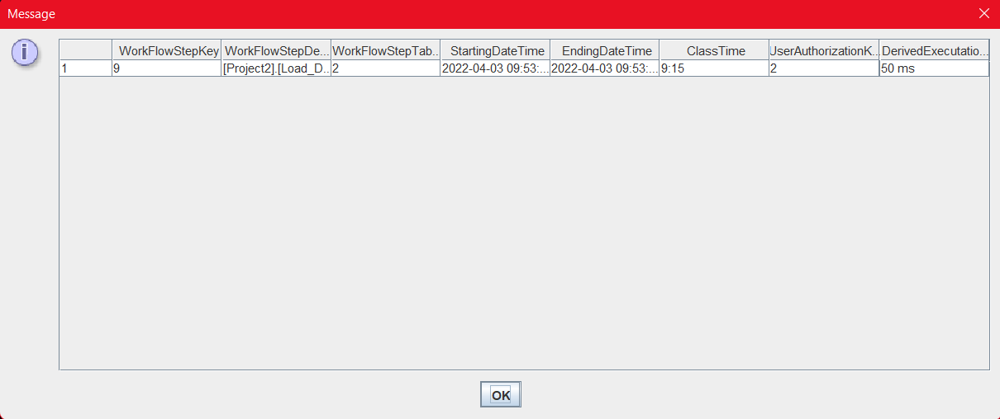 Message
WorkFlowStepKey WorkFlowStepDe... WorkFlowStepTab... StartingDateTime EndingDateTime ClassTime UserAuthorizationK... DerivedExecutatio...
1 9 [Project2].[Load_D... 2 2022-04-03 09:53:... 2022-04-03 09:53:... 9:15 2 50 ms
OK